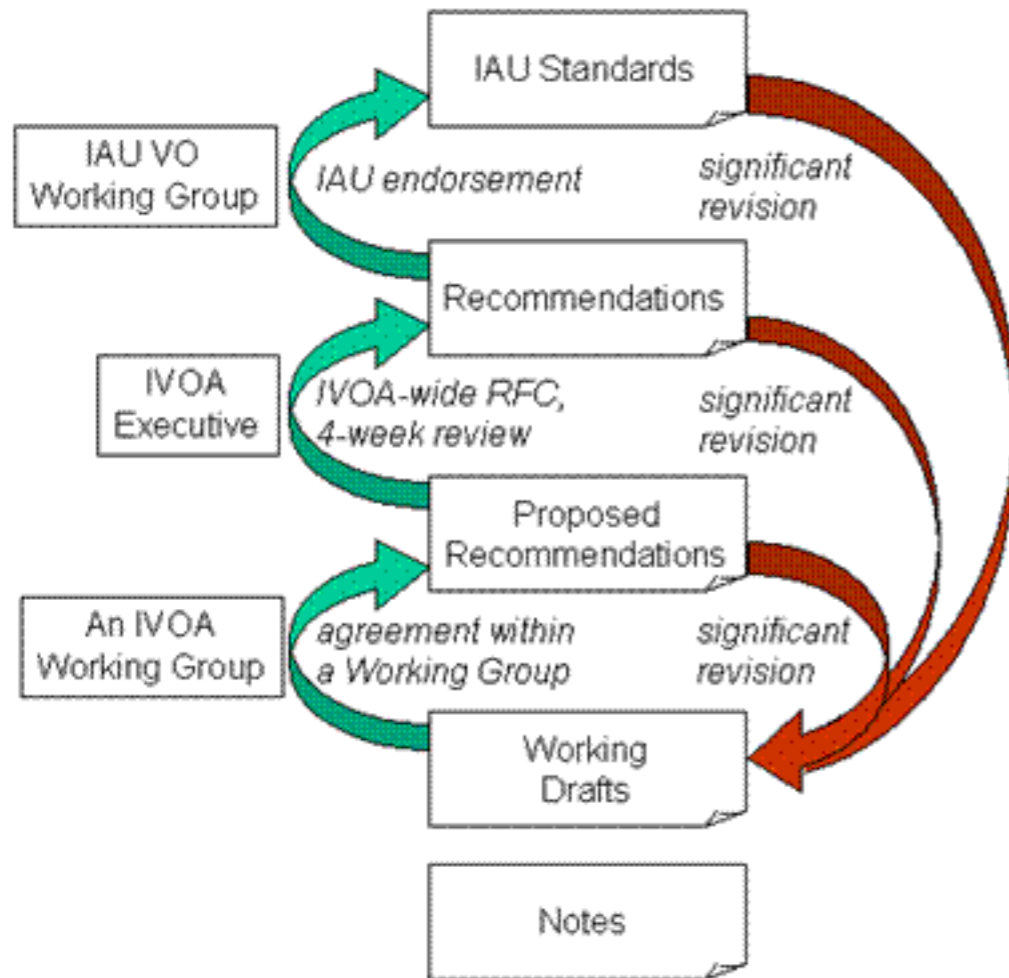 IAU Standards
IAU VO
Working Group
IAU endorsement
significant
revision
Recommendations
IVOA
Executive
IVOA-wide RFC,
4-week review
significant
revision
Proposed
Recommendations
An IVOA
Working Group
agreement within
a Working Group
significant
revision
Working
Drafts
Notes